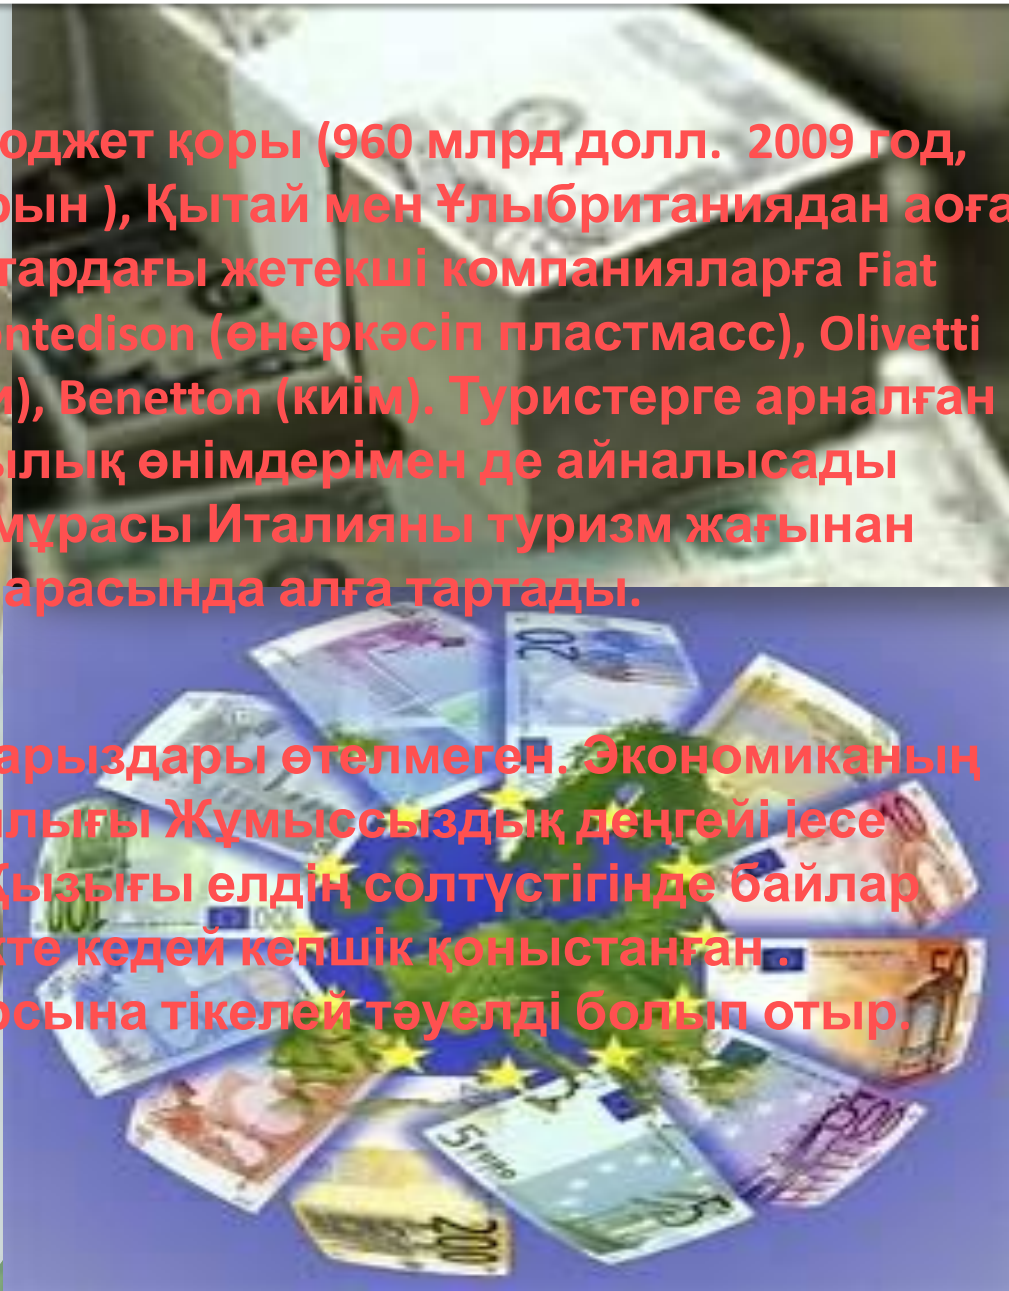 юджет қоры (960 млрд долл.  2009 год,
рын ), Қытай мен Ұлыбританиядан аоға
тардағы жетекші компанияларға Fiat
ntedison (өнеркәсіп пластмасс), Olivetti
и), Benetton (киім). Туристерге арналған
ылық өнімдерімен де айналысады
мұрасы Италияны туризм жағынан
арасында алға тартады.
арыздары өтелмеген. Экономиканың
лығы Жұмыссыздық деңгейі іесе
Қызығы елдің солтүстігінде байлар
кте кедей кепшік қоныстанған .
рсына тікелей тәуелді болып отыр.